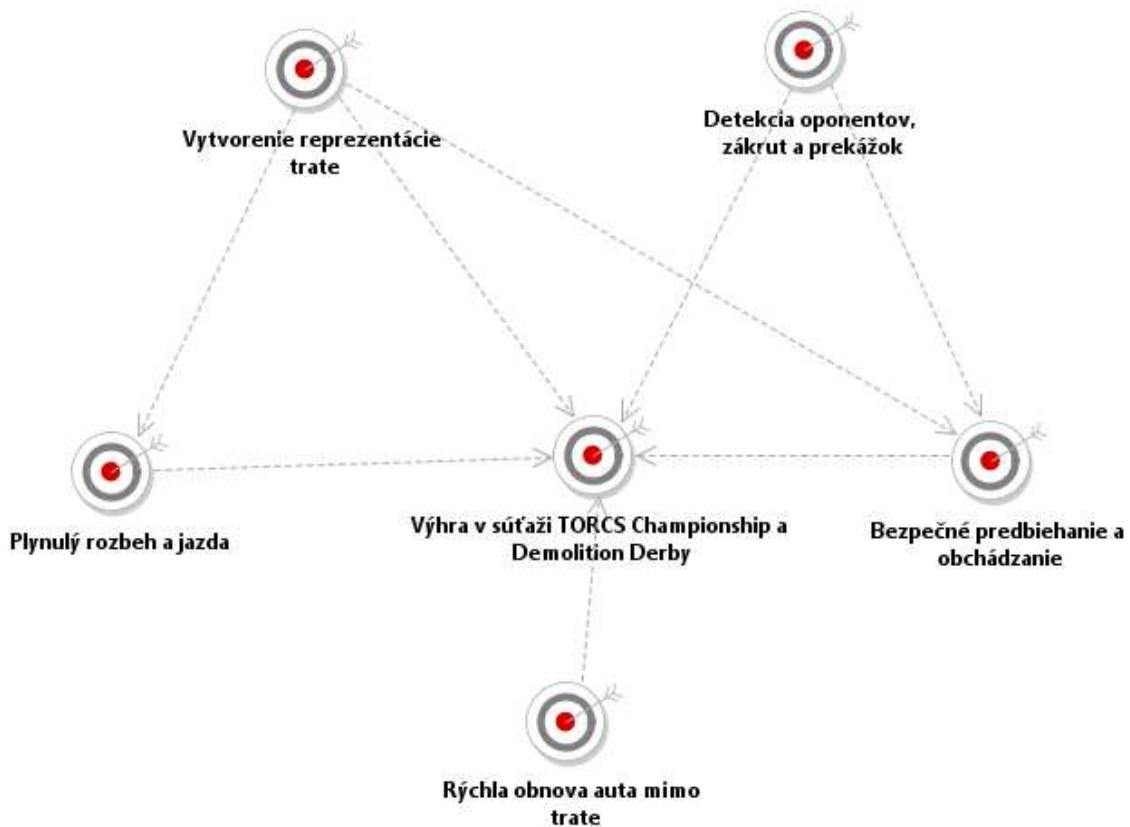 Vytvorenie reprezentácie
trate
Detekcia oponentov,
zákrut a prekážok
Plynulý rozbeh a jazda
Výhra v súťaži TORCS Championship a
Demolition Derby
Bezpečné predbiehanie a
obchádzanie
Rýchla obnova auta mimo
trate